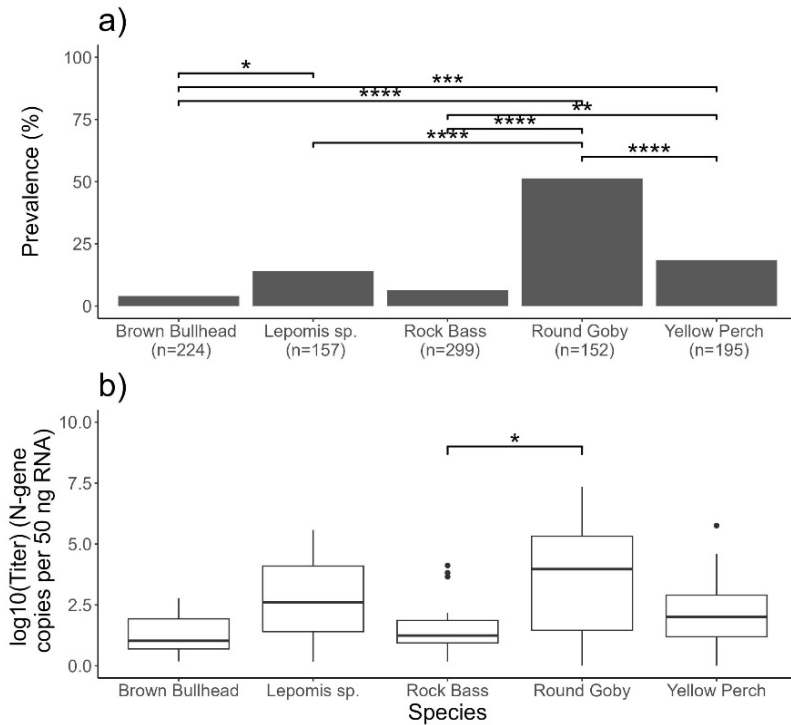 a)
Prevalence (%)
100
75
50
25
0
*
***
****
**
****
****
****
Brown Bullhead
(n=224)
Lepomis sp.
(n=157)
Rock Bass
(n=299)
Round Goby
(n=152)
Yellow Perch
(n=195)
b)
log10(Titer) (N-gene
copies per 50 ng RNA)
10.0
7.5
5.0
2.5
0.0
*
Brown Bullhead
Lepomis sp.
Rock Bass
Round Goby
Yellow Perch
Species